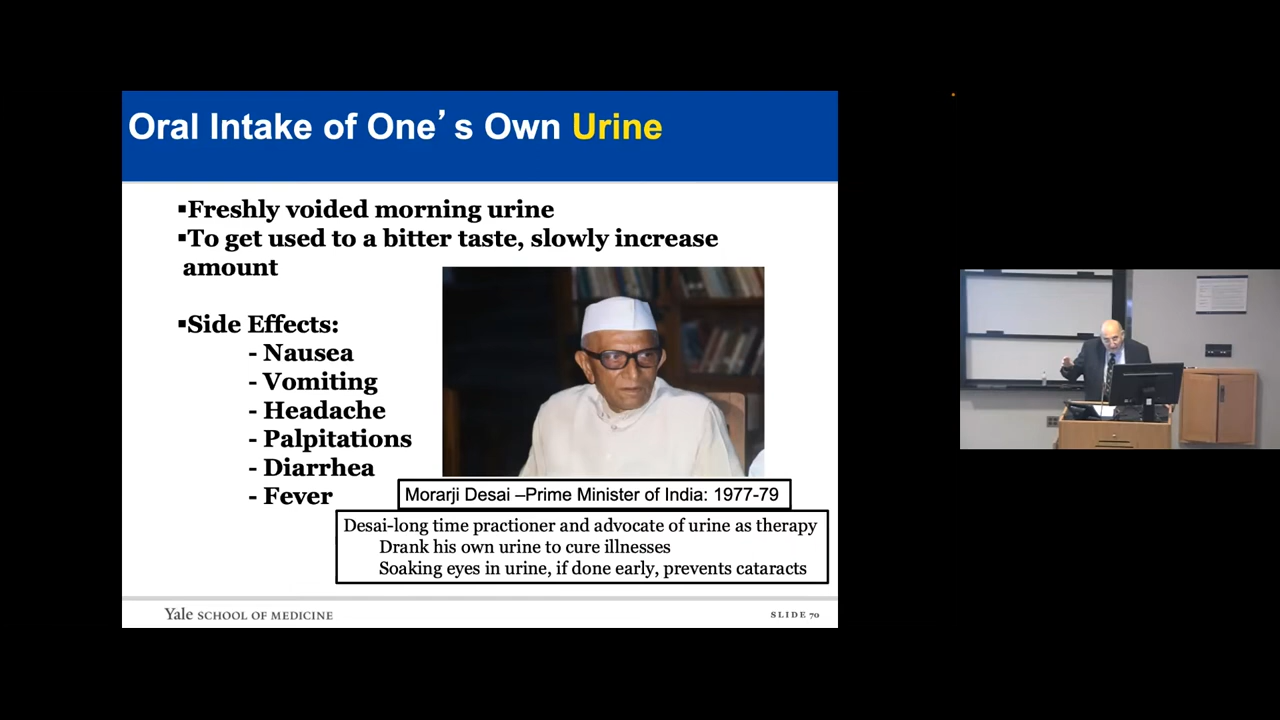 Oral Intake of One’s Own Urine
▪Freshly voided morning urine
▪To get used to a bitter taste, slowly increase
amount
▪Side Effects:
- Nausea
- Vomiting
- Headache
- Palpitations
- Diarrhea
- Fever
Morarji Desai –Prime Minister of India: 1977-79
Desai-long time practioner and advocate of urine as therapy
Drank his own urine to cure illnesses
Soaking eyes in urine, if done early, prevents cataracts
Yale SCHOOL OF MEDICINE
SLIDE 70